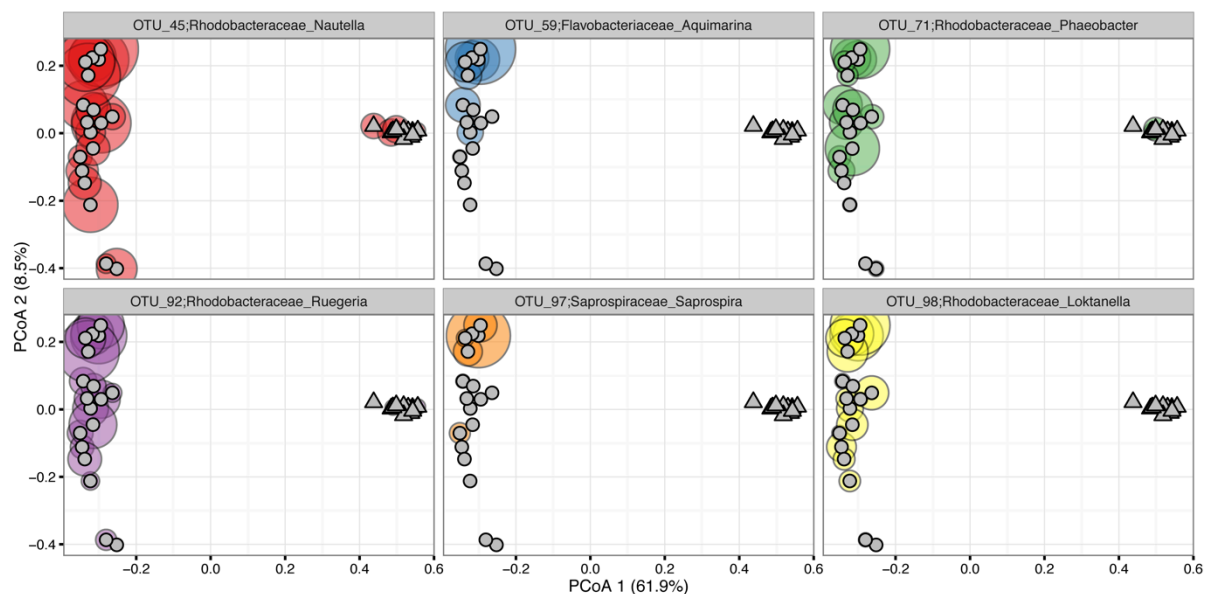 OTU_45;Rhodobacteraceae_Nautella
OTU_59;Flavobacteriaceae_Aquimarina
OTU_71;Rhodobacteraceae_Phaeobacter
0.2
0.0
−0.2
−0.4
OTU_92;Rhodobacteraceae_Ruegeria
OTU_97;Saprospiraceae_Saprospira
OTU_98;Rhodobacteraceae_Loktanella
0.2
0.0
−0.2
−0.4
PCoA 2 (8.5%)
−0.2 0.0 0.2 0.4 0.6
−0.2 0.0 0.2 0.4 0.6
−0.2 0.0 0.2 0.4 0.6
PCoA 1 (61.9%)